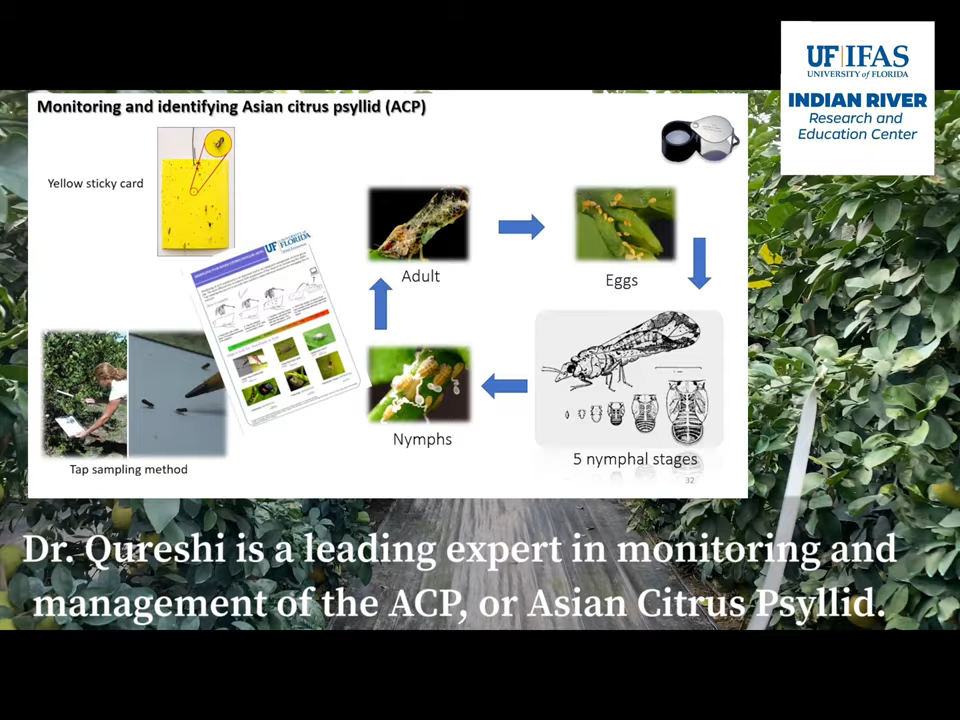 UF|IFAS
UNIVERSITY of FLORIDA
INDIAN RIVER
Research and
Education Center
Monitoring and identifying Asian citrus psyllid (ACP)
Yellow sticky card
UF
FLORIDA
Adult
Eggs
Nymphs
5 nymphal stages
Tap sampling method
32
Dr. Qureshi is a leading expert in monitoring and
management of the ACP, or Asian Citrus Psyllid.